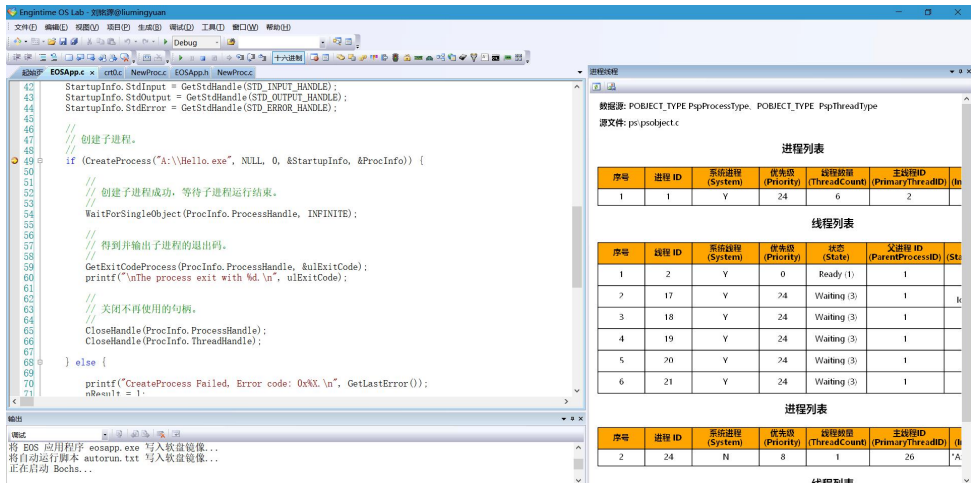 Engintime OS Lab - 刘铭源@liumingyuan
文件(F) 编辑(E) 视图(V) 项目(P) 生成(B) 调试(D) 工具(T) 窗口(W) 帮助(H)
Debug
十六进制
起始页 EOSApp.c × crt0.c NewProc.c EOSApp.h NewProc.c
42 StartupInfo.StdInput = GetStdHandle(STD_INPUT_HANDLE);
43 StartupInfo.StdOutput = GetStdHandle(STD_OUTPUT_HANDLE);
44 StartupInfo.StdError = GetStdHandle(STD_ERROR_HANDLE);
45
46 //
47 // 创建子进程。
48 //
49 if (CreateProcess("A:\\Hello.exe", NULL, 0, &StartupInfo, &ProcInfo)) {
50
51 //
52 // 创建子进程成功，等待子进程运行结束。
53 //
54 WaitForSingleObject(ProcInfo.ProcessHandle, INFINITE);
55
56 //
57 // 得到并输出子进程的退出码。
58 //
59 GetExitCodeProcess(ProcInfo.ProcessHandle, &ulExitCode);
60 printf("\nThe process exit with %d.\n", ulExitCode);
61
62 //
63 // 关闭不再使用的句柄。
64 //
65 CloseHandle(ProcInfo.ProcessHandle);
66 CloseHandle(ProcInfo.ThreadHandle);
67
68 } else {
69
70 printf("CreateProcess Failed, Error code: 0x%X.\n", GetLastError());
71 nResult = 1;
输出
调试
将 EOS 应用程序 eosapp.exe 写入软盘镜像...
将自动运行脚本 autorun.txt 写入软盘镜像...
正在启动 Bochs...
进程线程
数据源: POBJECT_TYPE PspProcessType、POBJECT_TYPE PspThreadType
源文件: ps\psobject.c
进程列表
序号 进程 ID 系统进程 (System) 优先级 (Priority) 线程数量 (ThreadCount) 主线程ID (PrimaryThreadID)
1 1 Y 24 6 2
线程列表
序号 线程 ID 系统线程 (System) 优先级 (Priority) 状态 (State) 父进程 ID (ParentProcessID) (Sta
1 2 Y 0 Ready (1) 1
2 17 Y 24 Waiting (3) 1
3 18 Y 24 Waiting (3) 1
4 19 Y 24 Waiting (3) 1
5 20 Y 24 Waiting (3) 1
6 21 Y 24 Waiting (3) 1
进程列表
序号 进程 ID 系统进程 (System) 优先级 (Priority) 线程数量 (ThreadCount) 主线程ID (PrimaryThreadID)
2 24 N 8 1 26 "A:
线程列表